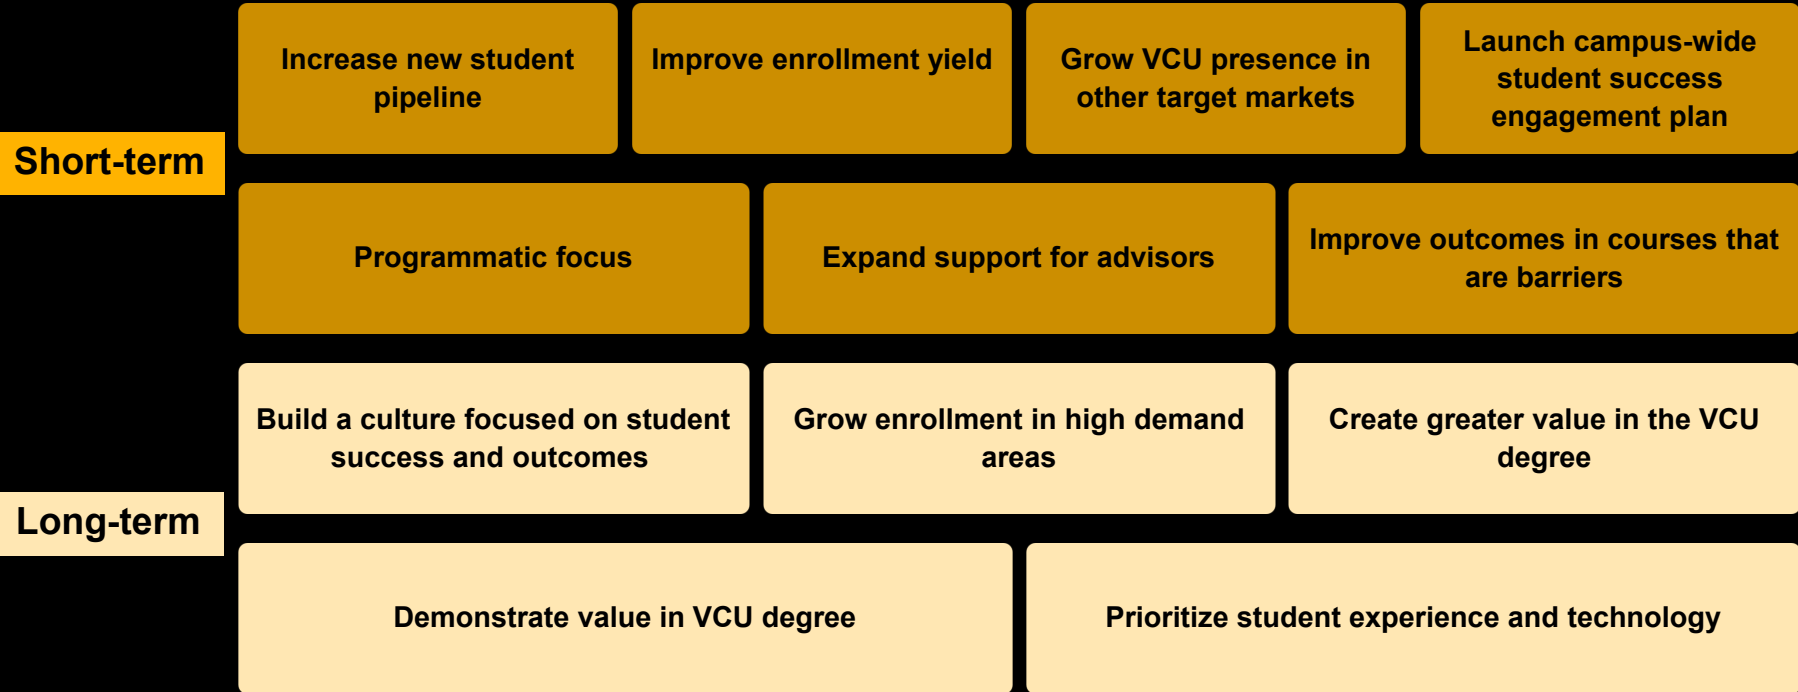 Increase new student
pipeline
Improve enrollment yield
Grow VCU presence in
other target markets
Launch campus-wide
student success
engagement plan
Short-term
Programmatic focus
Expand support for advisors
Improve outcomes in courses that
are barriers
Build a culture focused on student
success and outcomes
Grow enrollment in high demand
areas
Create greater value in the VCU
degree
Long-term
Demonstrate value in VCU degree
Prioritize student experience and technology